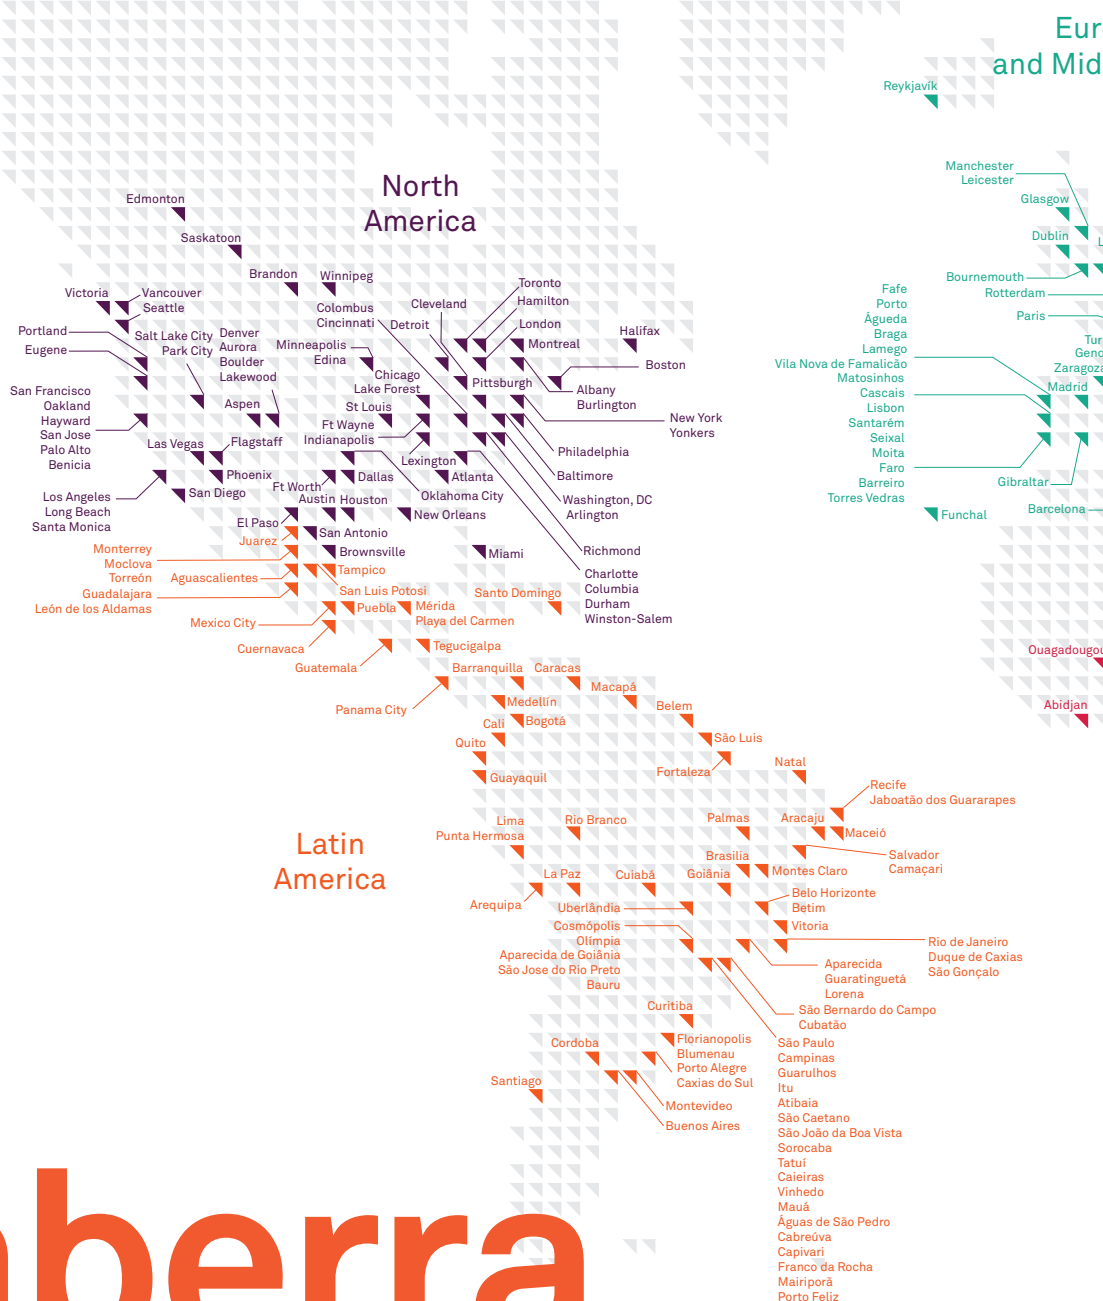 Eur
and Mid
Reykjavík
Manchester
Leicester
Glasgow
Dublin
L
Bournemouth
Rotterdam
Paris
Tur
Geno
Zaragoza
Madrid
Fafe
Porto
Águeda
Braga
Lamego
Vila Nova de Famalicão
Matosinhos
Cascais
Lisbon
Santarém
Seixal
Moita
Faro
Barreiro
Torres Vedras
Gibraltar
Barcelona
Funchal
Ouagadougou
Abidjan
North
America
Edmonton
Saskatoon
Brandon
Winnipeg
Victoria
Vancouver
Seattle
Portland
Eugene
Salt Lake City
Park City
Denver
Aurora
Boulder
Lakewood
Aspen
Minneapolis
Edina
Colombus
Cincinnati
Cleveland
Detroit
Toronto
Hamilton
London
Montreal
Halifax
Boston
Chicago
Lake Forest
Pittsburgh
Albany
Burlington
St Louis
Ft Wayne
Indianapolis
New York
Yonkers
San Francisco
Oakland
Hayward
San Jose
Palo Alto
Benicia
Las Vegas
Flagstaff
Phoenix
San Diego
Los Angeles
Long Beach
Santa Monica
Lexington
Atlanta
Philadelphia
Baltimore
Washington, DC
Arlington
Ft Worth
Dallas
Austin
Houston
Oklahoma City
New Orleans
El Paso
San Antonio
Brownsville
Miami
Richmond
Charlotte
Columbia
Durham
Winston-Salem
Juarez
Monterrey
Moclova
Torreón
Guadalajara
León de los Aldamas
Aguascalientes
Tampico
San Luis Potosi
Mexico City
Puebla
Mérida
Playa del Carmen
Santo Domingo
Cuernavaca
Guatemala
Tegucigalpa
Panama City
Barranquilla
Caracas
Macapá
Medellín
Belem
Cali
Bogotá
São Luis
Quito
Fortaleza
Natal
Guayaquil
Recife
Jaboatão dos Guararapes
Latin
America
Lima
Punta Hermosa
Rio Branco
Palmas
Aracaju
Maceió
Salvador
Camaçari
Brasilia
Montes Claro
La Paz
Cuiabá
Goiânia
Arequipa
Uberlândia
Belo Horizonte
Betim
Vitoria
Cosmópolis
Olímpia
Aparecida de Goiânia
São Jose do Rio Preto
Bauru
Rio de Janeiro
Duque de Caxias
São Gonçalo
Aparecida
Guaratinguetá
Lorena
São Bernardo do Campo
Cubatão
Curitiba
Florianopolis
Blumenau
Porto Alegre
Caxias do Sul
Cordoba
Santiago
Montevideo
Buenos Aires
São Paulo
Campinas
Guarulhos
Itu
Atibaia
São Caetano
São João da Boa Vista
Sorocaba
Tatuí
Caieiras
Vinhedo
Mauá
Águas de São Pedro
Cabreúva
Capivari
Franco da Rocha
Mairiporã
Porto Feliz
berra